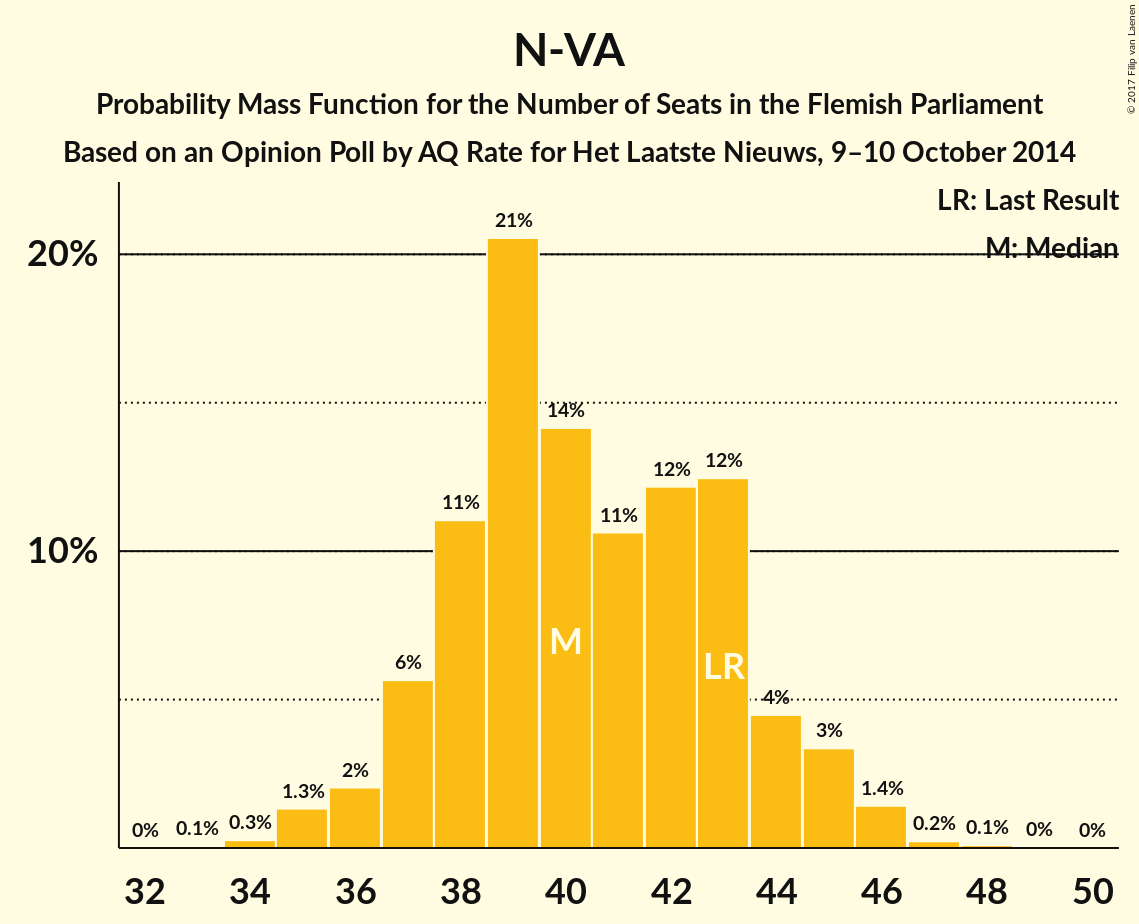 N-VA
Probability Mass Function for the Number of Seats in the Flemish Parliament
Based on an Opinion Poll by AQ Rate for Het Laatste Nieuws, 9–10 October 2014
© 2017 Filip van Laenen
LR: Last Result
M: Median
20%
10%
0%
0.1%
0.3%
1.3%
2%
6%
11%
21%
14%
11%
12%
12%
4%
3%
1.4%
0.2%
0.1%
0%
0%
M
LR
32 34 36 38 40 42 44 46 48 50